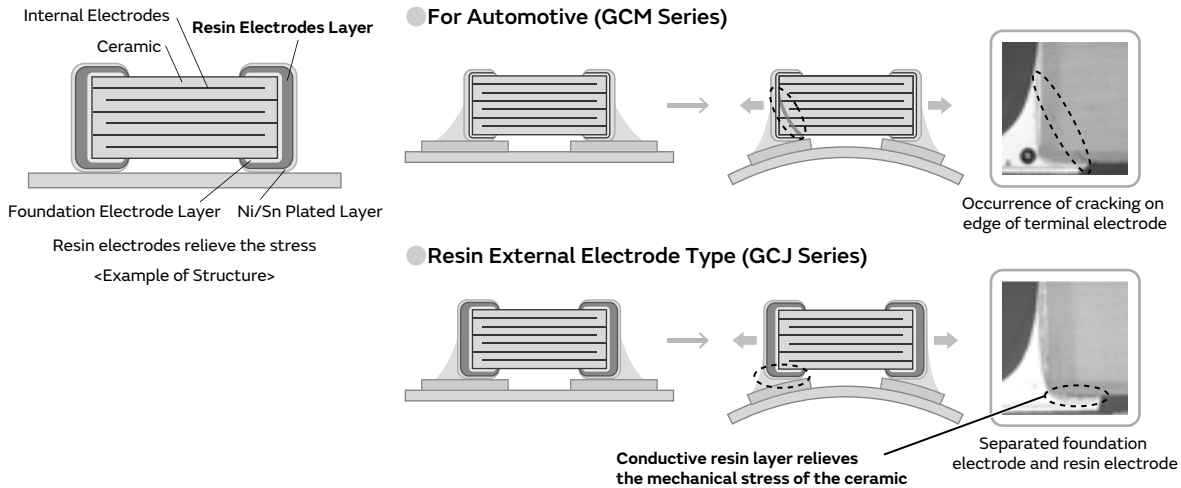 Internal Electrodes
Resin Electrodes Layer
Ceramic
Foundation Electrode Layer
Ni/Sn Plated Layer
Resin electrodes relieve the stress
<Example of Structure>
For Automotive (GCM Series)
Occurrence of cracking on
edge of terminal electrode
Resin External Electrode Type (GCJ Series)
Conductive resin layer relieves
the mechanical stress of the ceramic
Separated foundation
electrode and resin electrode